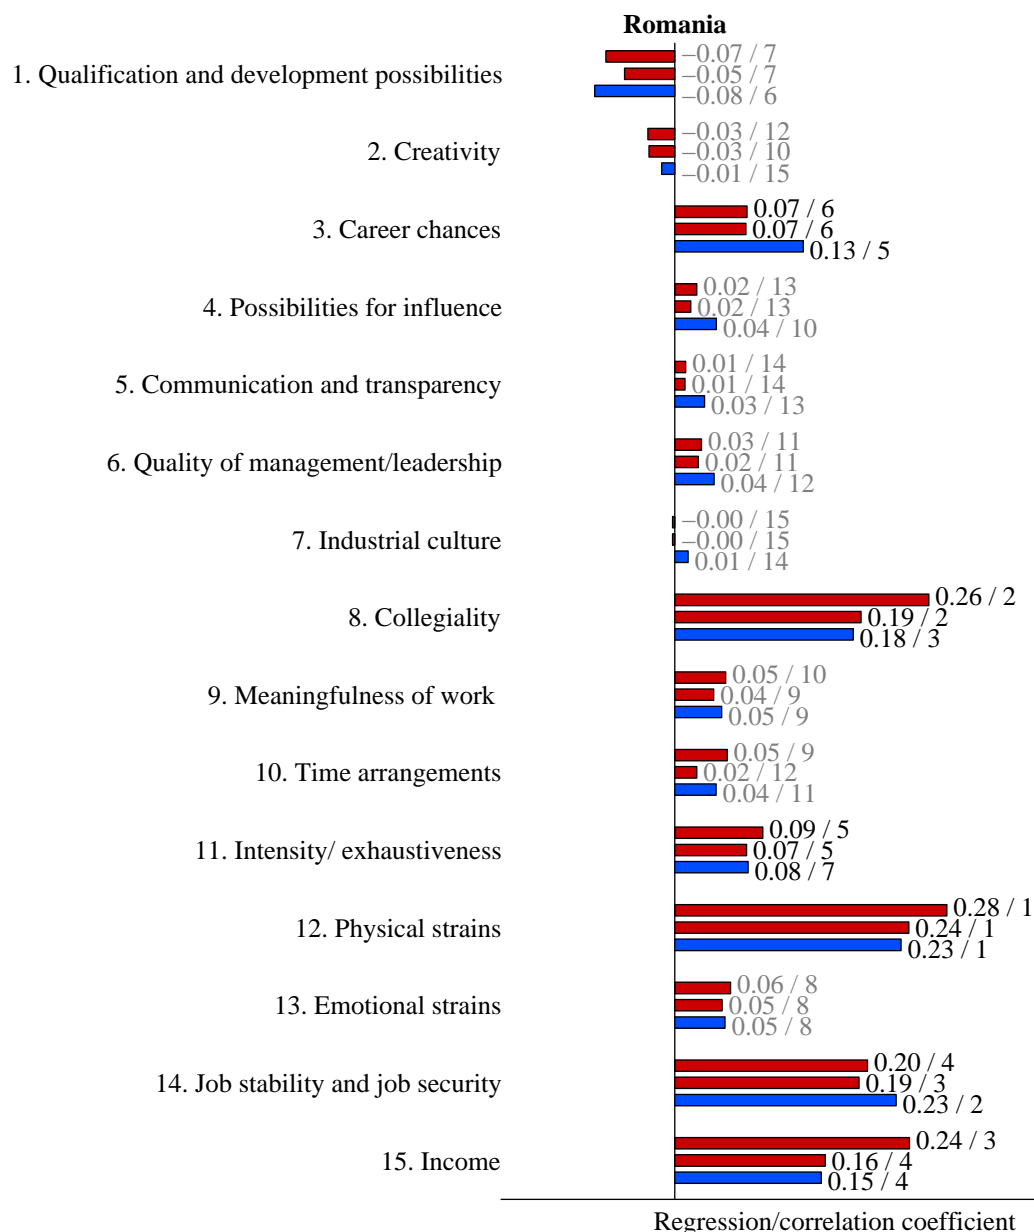 Romania
1. Qualification and development possibilities
–0.07 / 7
–0.05 / 7
–0.08 / 6
2. Creativity
–0.03 / 12
–0.03 / 10
–0.01 / 15
3. Career chances
0.07 / 6
0.07 / 6
0.13 / 5
4. Possibilities for influence
0.02 / 13
0.02 / 13
0.04 / 10
5. Communication and transparency
0.01 / 14
0.01 / 14
0.03 / 13
6. Quality of management/leadership
0.03 / 11
0.02 / 11
0.04 / 12
7. Industrial culture
–0.00 / 15
–0.00 / 15
0.01 / 14
8. Collegiality
0.26 / 2
0.19 / 2
0.18 / 3
9. Meaningfulness of work
0.05 / 10
0.04 / 9
0.05 / 9
10. Time arrangements
0.05 / 9
0.02 / 12
0.04 / 11
11. Intensity/ exhaustiveness
0.09 / 5
0.07 / 5
0.08 / 7
12. Physical strains
0.28 / 1
0.24 / 1
0.23 / 1
13. Emotional strains
0.06 / 8
0.05 / 8
0.05 / 8
14. Job stability and job security
0.20 / 4
0.19 / 3
0.23 / 2
15. Income
0.24 / 3
0.16 / 4
0.15 / 4
Regression/correlation coefficient